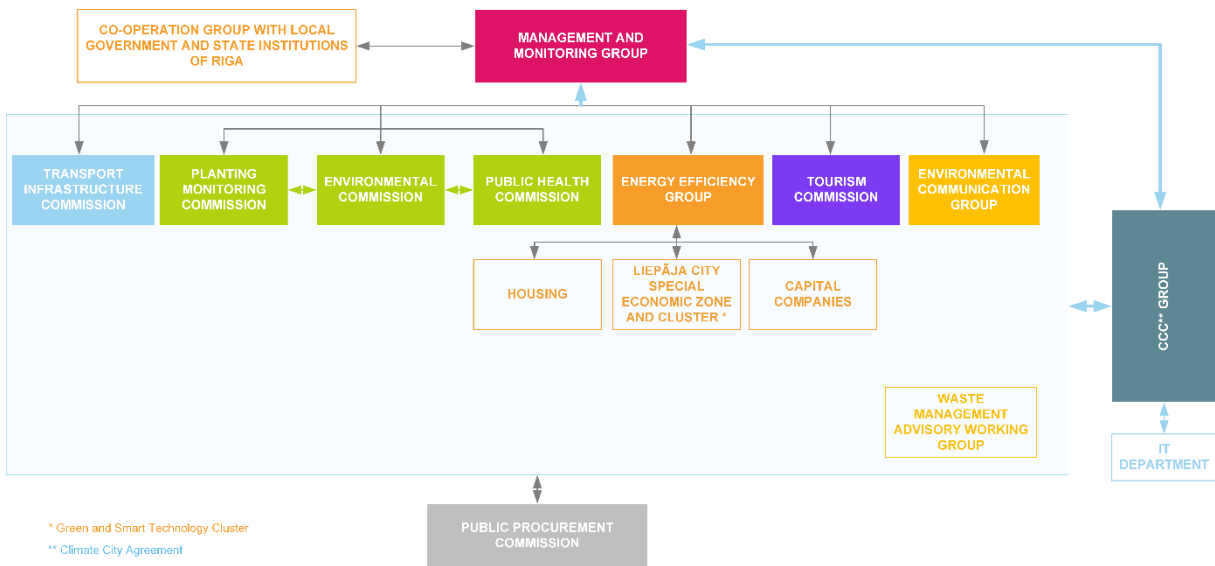 CO-OPERATION GROUP WITH LOCAL
GOVERNMENT AND STATE INSTITUTIONS
OF RIGA
MANAGEMENT AND
MONITORING GROUP
TRANSPORT
INFRASTRUCTURE
COMMISSION
PLANTING
MONITORING
COMMISSION
ENVIRONMENTAL
COMMISSION
PUBLIC HEALTH
COMMISSION
ENERGY EFFICIENCY
GROUP
TOURISM
COMMISSION
ENVIRONMENTAL
COMMUNICATION
GROUP
HOUSING
LIEPĀJA CITY
SPECIAL
ECONOMIC ZONE
AND CLUSTER *
CAPITAL
COMPANIES
CCC** GROUP
WASTE
MANAGEMENT
ADVISORY WORKING
GROUP
IT
DEPARTMENT
PUBLIC PROCUREMENT
COMMISSION
* Green and Smart Technology Cluster
** Climate City Agreement